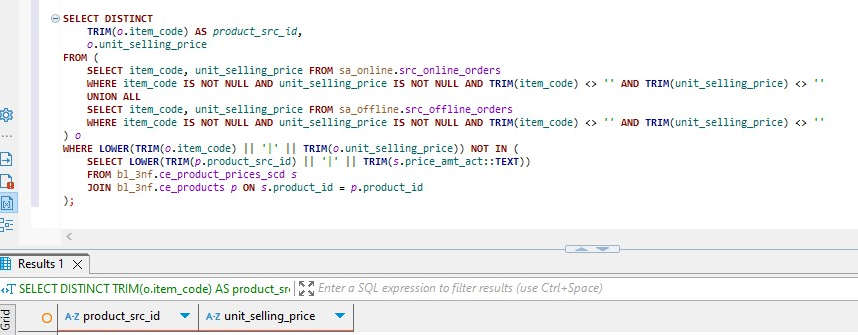 SELECT DISTINCT
TRIM(o.item_code) AS product_src_id,
o.unit_selling_price
FROM (
SELECT item_code, unit_selling_price FROM sa_online.src_online_orders
WHERE item_code IS NOT NULL AND unit_selling_price IS NOT NULL AND TRIM(item_code) <> '' AND TRIM(unit_selling_price) <> ''
UNION ALL
SELECT item_code, unit_selling_price FROM sa_offline.src_offline_orders
WHERE item_code IS NOT NULL AND unit_selling_price IS NOT NULL AND TRIM(item_code) <> '' AND TRIM(unit_selling_price) <> ''
) o
WHERE LOWER(TRIM(o.item_code) || '|' || TRIM(o.unit_selling_price)) NOT IN (
SELECT LOWER(TRIM(p.product_src_id) || '|' || TRIM(s.price_amt_act::TEXT))
FROM bl_3nf.ce_product_prices_scd s
JOIN bl_3nf.ce_products p ON s.product_id = p.product_id
);
Results 1
SELECT DISTINCT TRIM(o.item_code) AS product_sr Enter a SQL expression to filter results (use Ctrl+Space)
Grid A-Z product_src_id A-Z unit_selling_price